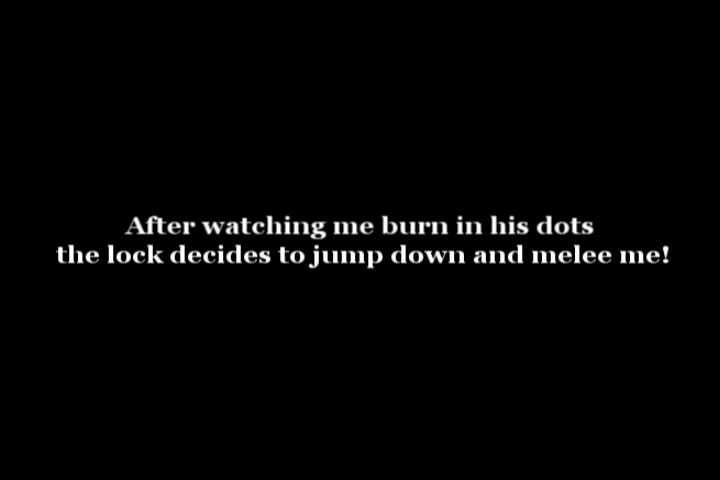 After watching me burn in his dots
the lock decides to jump down and melee me!